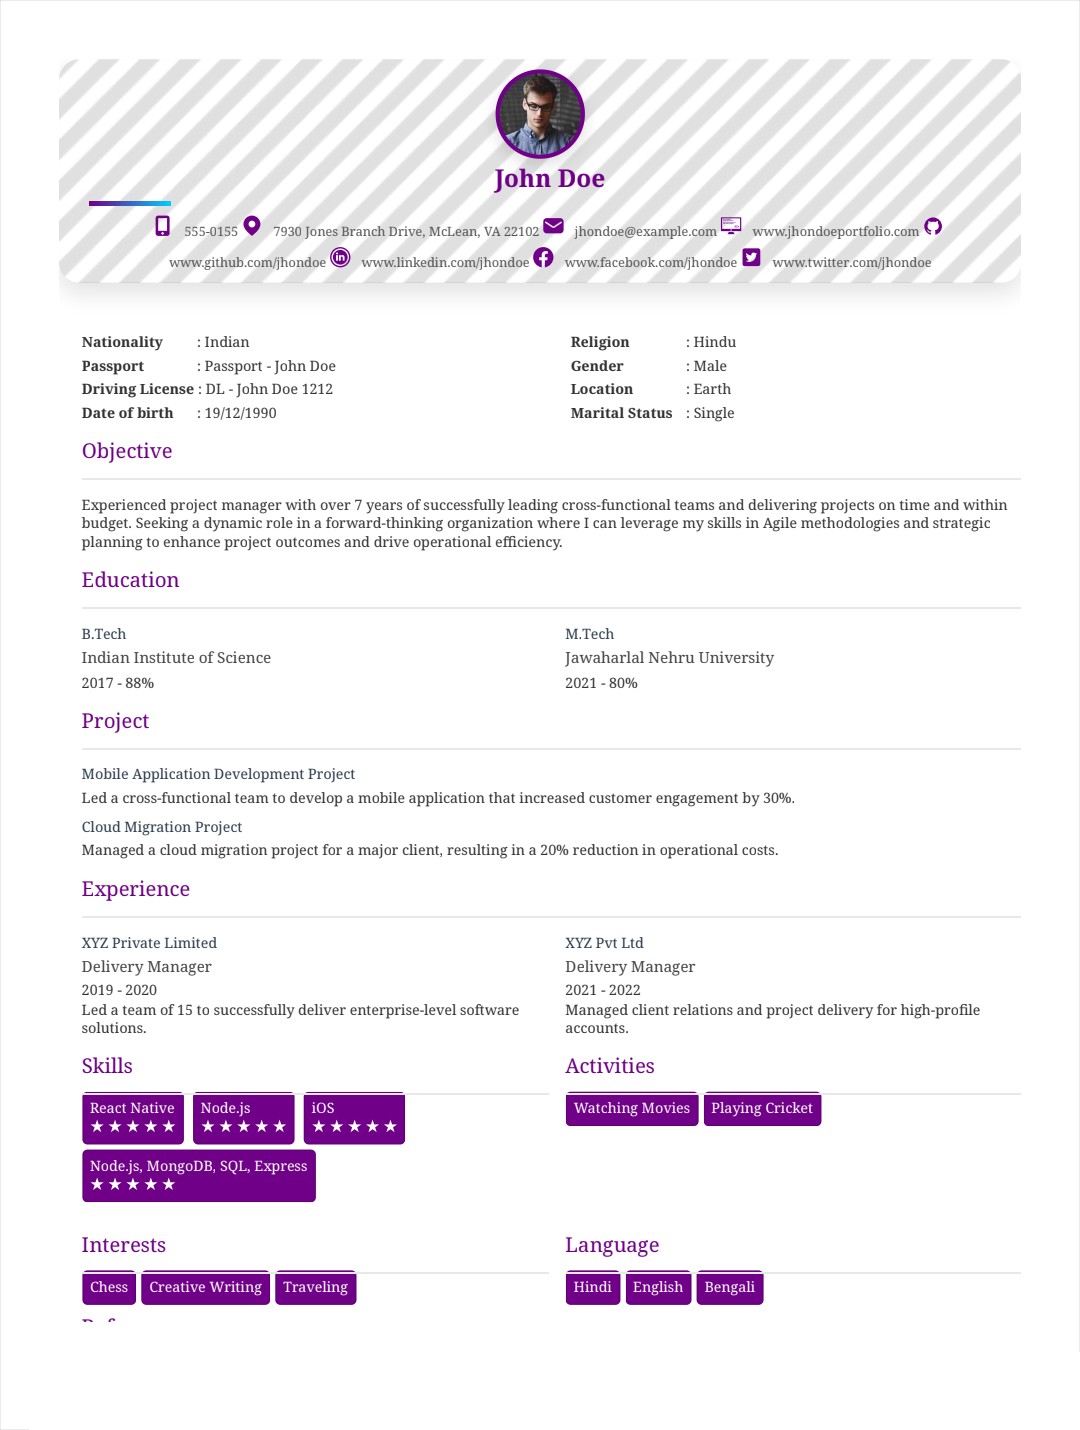 John Doe
555-0155 7930 Jones Branch Drive, McLean, VA 22102 jhondoe@example.com www.jhondoeportfolio.com
www.github.com/jhondoe www.linkedin.com/jhondoe www.facebook.com/jhondoe www.twitter.com/jhondoe
Nationality : Indian
Passport : Passport - John Doe
Driving License : DL - John Doe 1212
Date of birth : 19/12/1990
Religion : Hindu
Gender : Male
Location : Earth
Marital Status : Single
Objective
Experienced project manager with over 7 years of successfully leading cross-functional teams and delivering projects on time and within
budget. Seeking a dynamic role in a forward-thinking organization where I can leverage my skills in Agile methodologies and strategic
planning to enhance project outcomes and drive operational efficiency.
Education
B.Tech
Indian Institute of Science
2017 - 88%
M.Tech
Jawaharlal Nehru University
2021 - 80%
Project
Mobile Application Development Project
Led a cross-functional team to develop a mobile application that increased customer engagement by 30%.
Cloud Migration Project
Managed a cloud migration project for a major client, resulting in a 20% reduction in operational costs.
Experience
XYZ Private Limited
Delivery Manager
2019 - 2020
Led a team of 15 to successfully deliver enterprise-level software
solutions.
XYZ Pvt Ltd
Delivery Manager
2021 - 2022
Managed client relations and project delivery for high-profile
accounts.
Skills
React Native
★★★★★
Node.js
★★★★★
iOS
★★★★★
Node.js, MongoDB, SQL, Express
★★★★★
Activities
Watching Movies
Playing Cricket
Interests
Chess
Creative Writing
Traveling
Language
Hindi
English
Bengali